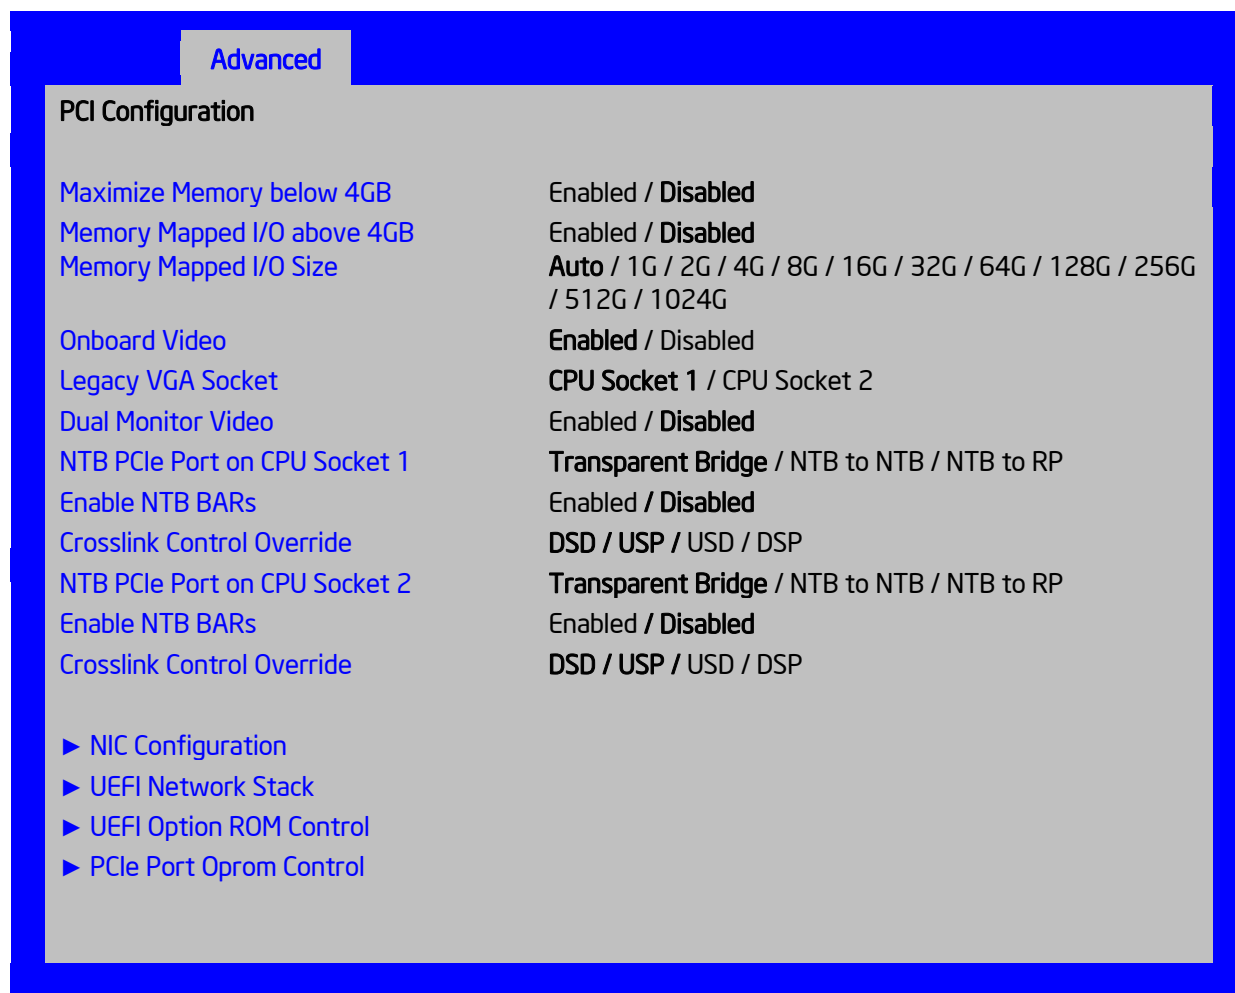 Advanced
PCI Configuration
Maximize Memory below 4GB Enabled / Disabled
Memory Mapped I/O above 4GB Enabled / Disabled
Memory Mapped I/O Size Auto / 1G / 2G / 4G / 8G / 16G / 32G / 64G / 128G / 256G
/ 512G / 1024G
Onboard Video Enabled / Disabled
Legacy VGA Socket CPU Socket 1 / CPU Socket 2
Dual Monitor Video Enabled / Disabled
NTB PCIe Port on CPU Socket 1 Transparent Bridge / NTB to NTB / NTB to RP
Enable NTB BARs Enabled / Disabled
Crosslink Control Override DSD / USP / USD / DSP
NTB PCIe Port on CPU Socket 2 Transparent Bridge / NTB to NTB / NTB to RP
Enable NTB BARs Enabled / Disabled
Crosslink Control Override DSD / USP / USD / DSP
► NIC Configuration
► UEFI Network Stack
► UEFI Option ROM Control
► PCIe Port Oprom Control